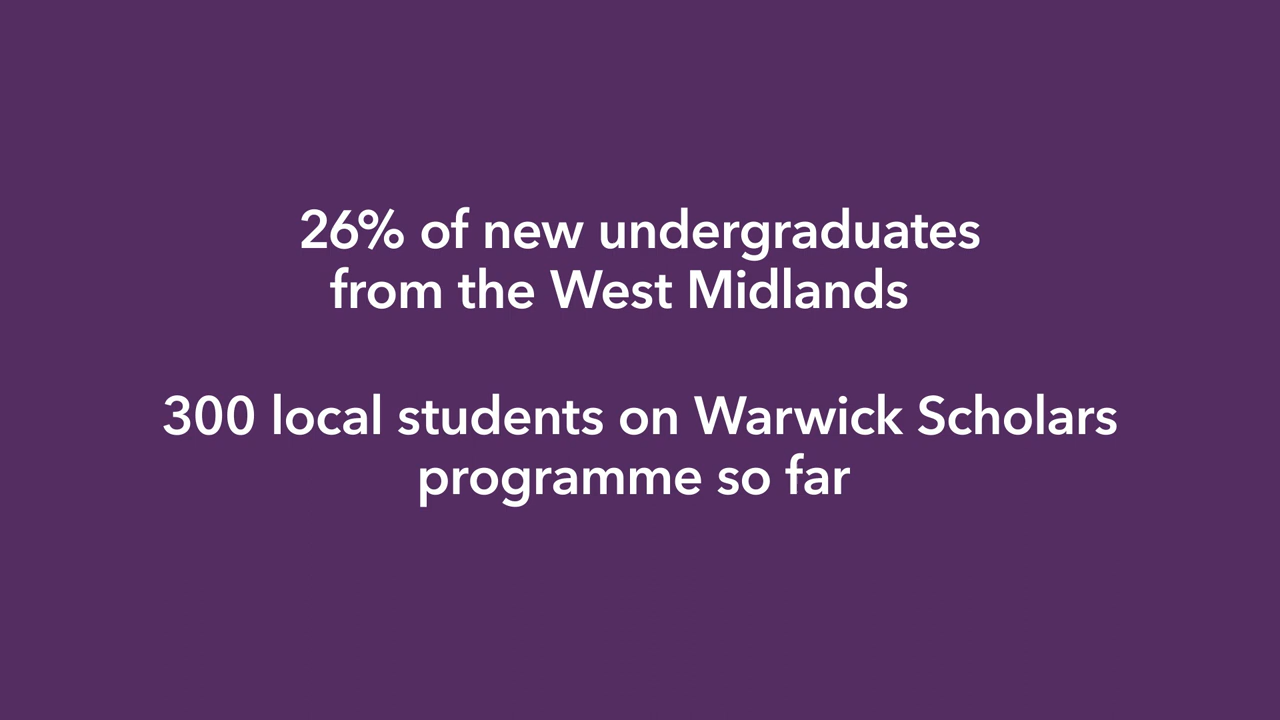 26% of new undergraduates
from the West Midlands
300 local students on Warwick Scholars
programme so far